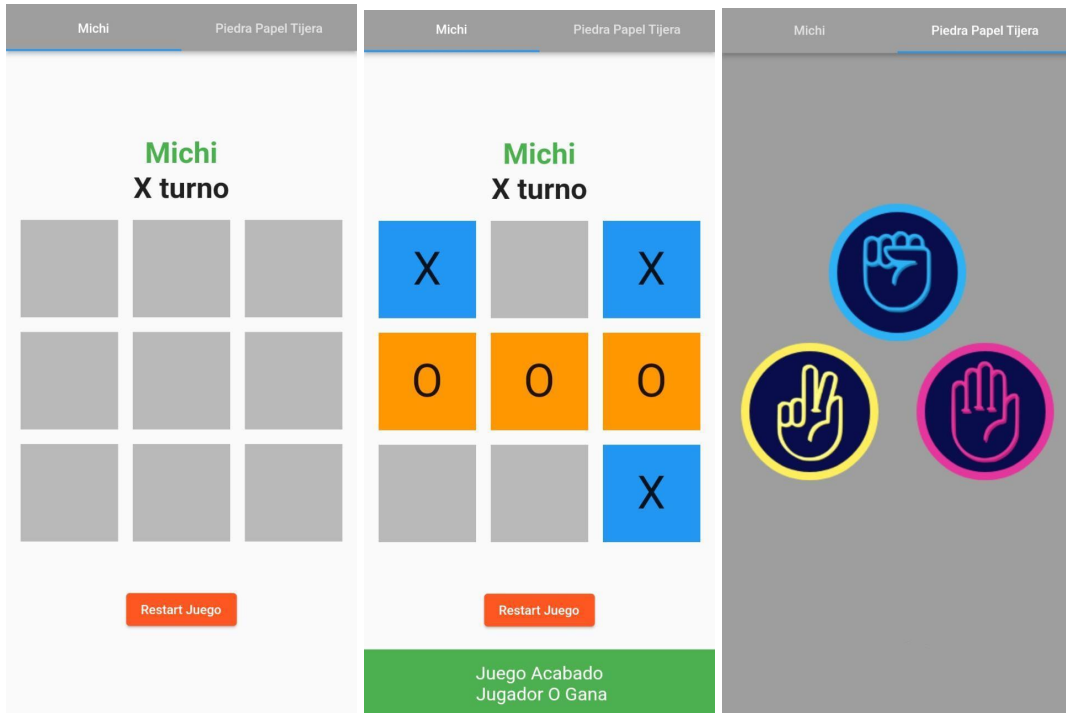 Michi Piedra Papel Tijera
Michi
X turno
Restart Juego
Michi Piedra Papel Tijera
Michi
X turno
X X
O O O
X
Restart Juego
Juego Acabado
Jugador O Gana
Michi Piedra Papel Tijera